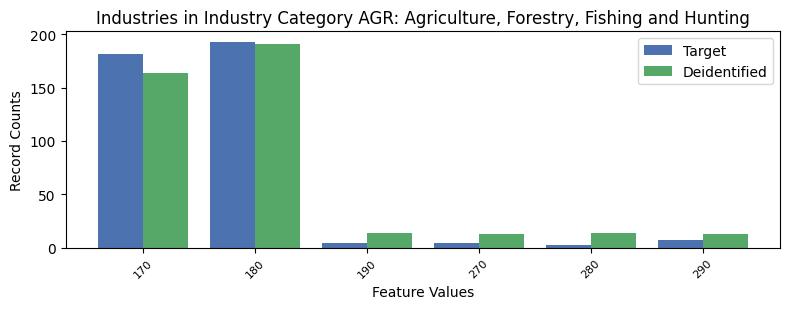 Industries in Industry Category AGR: Agriculture, Forestry, Fishing and Hunting
Target
Deidentified
Record Counts
200
150
100
50
0
170 180 190 270 280 290
Feature Values